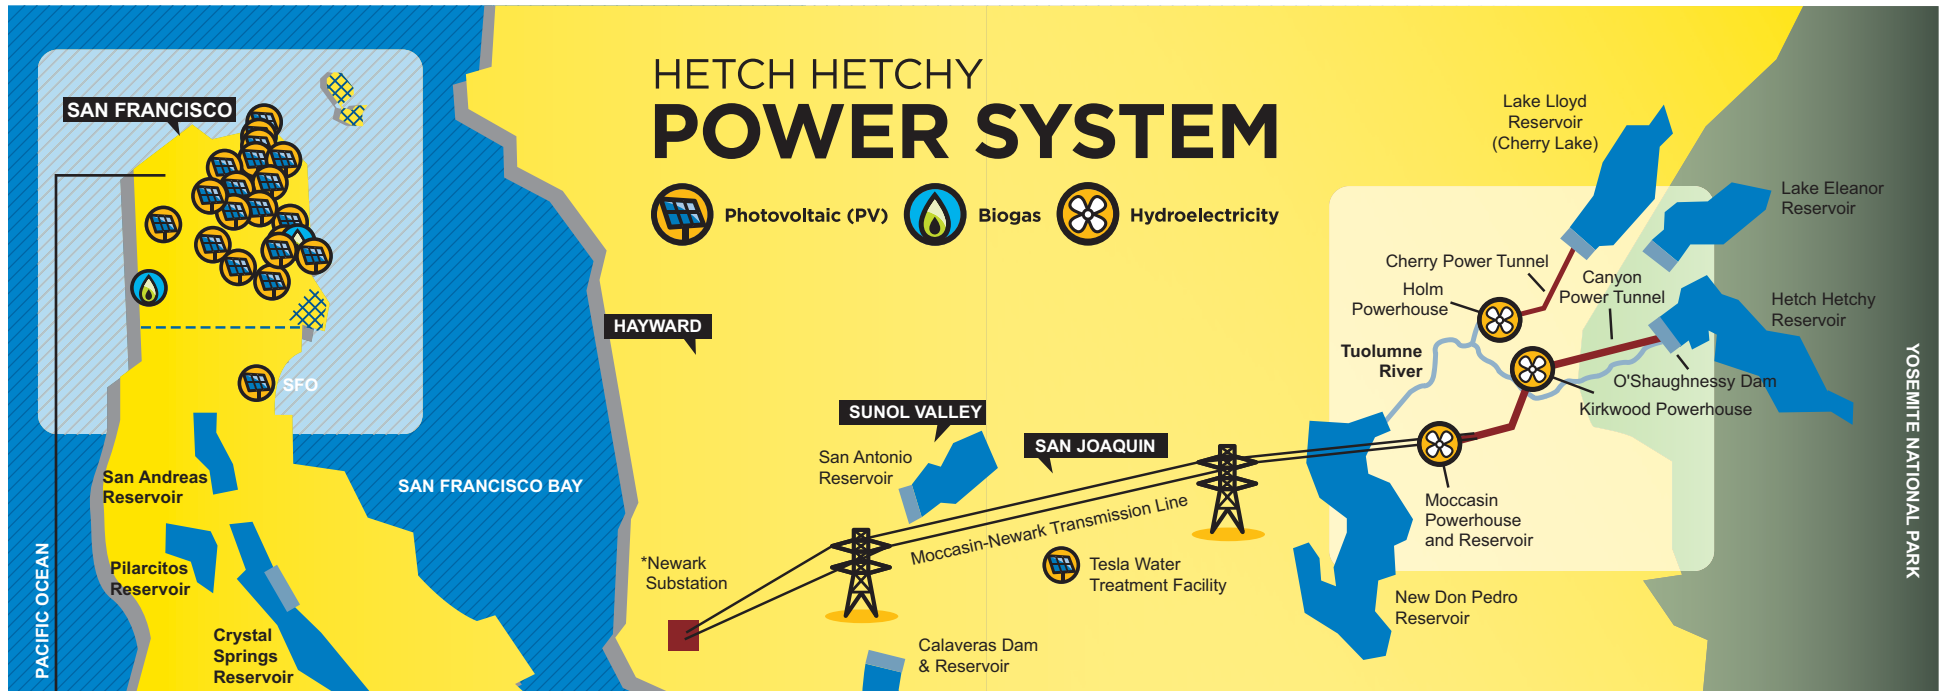 HETCH HETCHY
POWER SYSTEM
Photovoltaic (PV)
Biogas
Hydroelectricity
SAN FRANCISCO
SFO
San Andreas
Reservoir
Pilarcitos
Reservoir
Crystal
Springs
Reservoir
PACIFIC OCEAN
SAN FRANCISCO BAY
HAYWARD
SUNOL VALLEY
San Antonio
Reservoir
SAN JOAQUIN
Moccasin-Newark Transmission Line
*Newark
Substation
Tesla Water
Treatment Facility
Calaveras Dam
& Reservoir
Lake Lloyd
Reservoir
(Cherry Lake)
Lake Eleanor
Reservoir
Cherry Power Tunnel
Holm
Powerhouse
Canyon
Power Tunnel
Hetch Hetchy
Reservoir
Tuolumne
River
O'Shaughnessy Dam
Kirkwood Powerhouse
Moccasin
Powerhouse
and Reservoir
New Don Pedro
Reservoir
YOSEMITE NATIONAL PARK